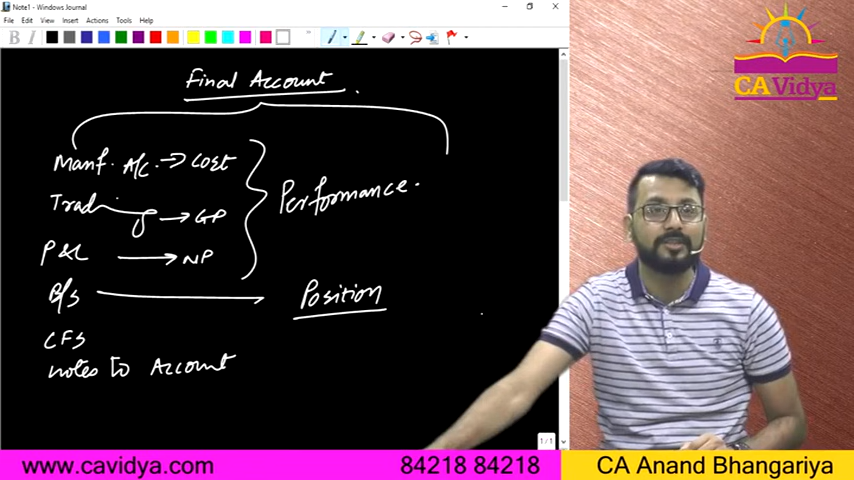 Note1 - Windows Journal
File Edit View Insert Actions Tools Help
B I
Final Account
Manf. A/c. → Cost
Trading → GP
Performance.
P&L → NP
B/s Position
CFS
notes to Account
1 / 1
CA Vidya
www.cavidya.com 84218 84218 CA Anand Bhangariya